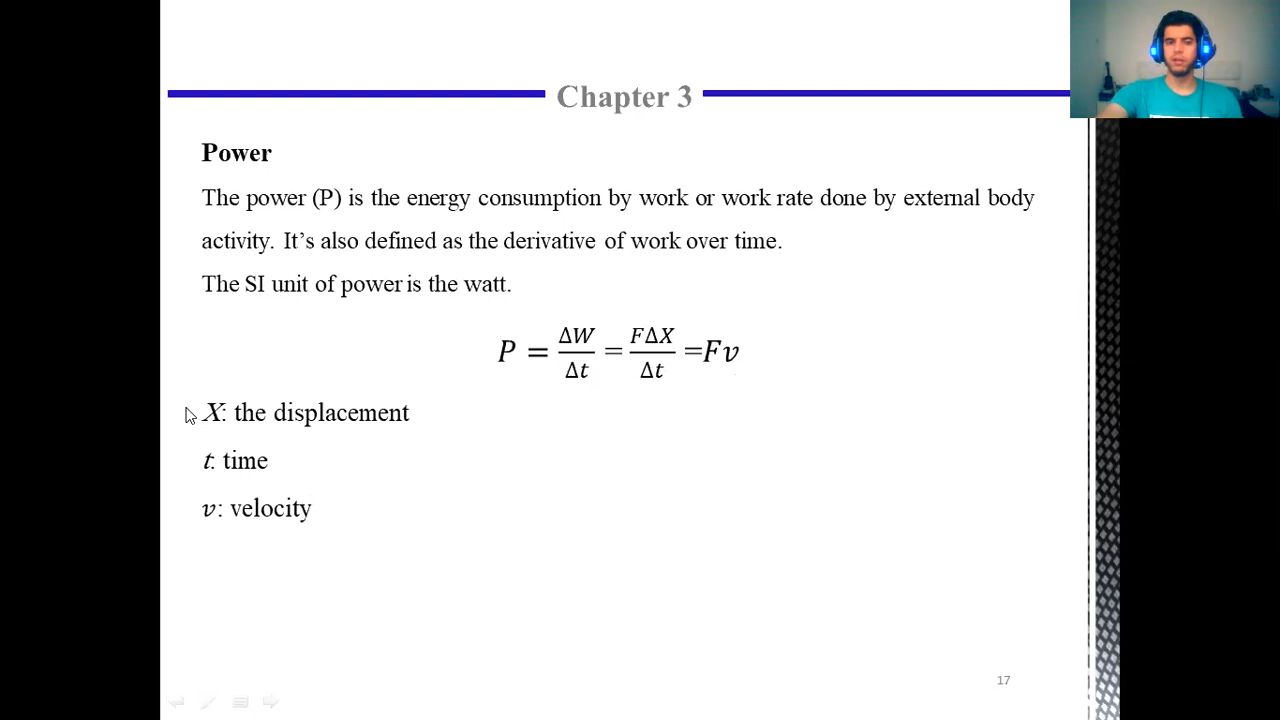 Chapter 3
Power
The power (P) is the energy consumption by work or work rate done by external body
activity. It’s also defined as the derivative of work over time.
The SI unit of power is the watt.
P = ΔW/Δt = FΔX/Δt =Fv
X: the displacement
t: time
v: velocity
17